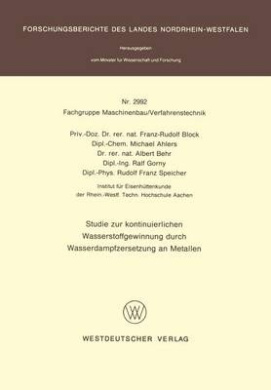 FORSCHUNGSBERICHTE DES LANDES NORDRHEIN-WESTFALEN
Herausgegeben
vom Minister für Wissenschaft und Forschung
Nr. 2992
Fachgruppe Maschinenbau/Verfahrenstechnik
Priv.-Doz. Dr. rer. nat. Franz-Rudolf Block
Dipl.-Chem. Michael Ahlers
Dr. rer. nat. Albert Behr
Dipl.-Ing. Ralf Gorny
Dipl.-Phys. Rudolf Franz Speicher
Institut für Eisenhüttenkunde
der Rhein.-Westf. Techn. Hochschule Aachen
Studie zur kontinuierlichen
Wasserstoffgewinnung durch
Wasserdampfzersetzung an Metallen
WESTDEUTSCHER VERLAG